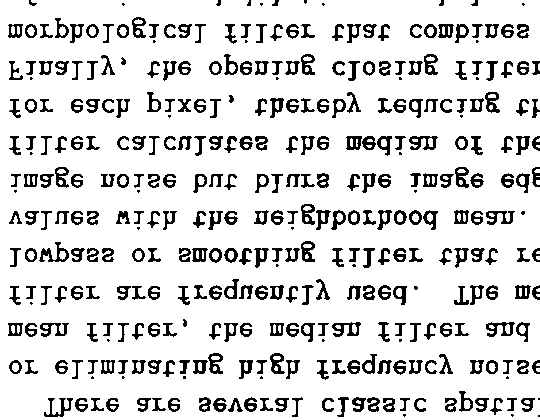 There are several classic spatial
or eliminating high frequency noise
mean filter, the median filter and
filter are frequently used. The me
lowpass or smoothing filter that re
values with the neighborhood mean.
image noise but blurs the image edg
filter calculates the median of the
for each pixel, thereby reducing th
Finally, the opening closing filter
morphological filter that combines